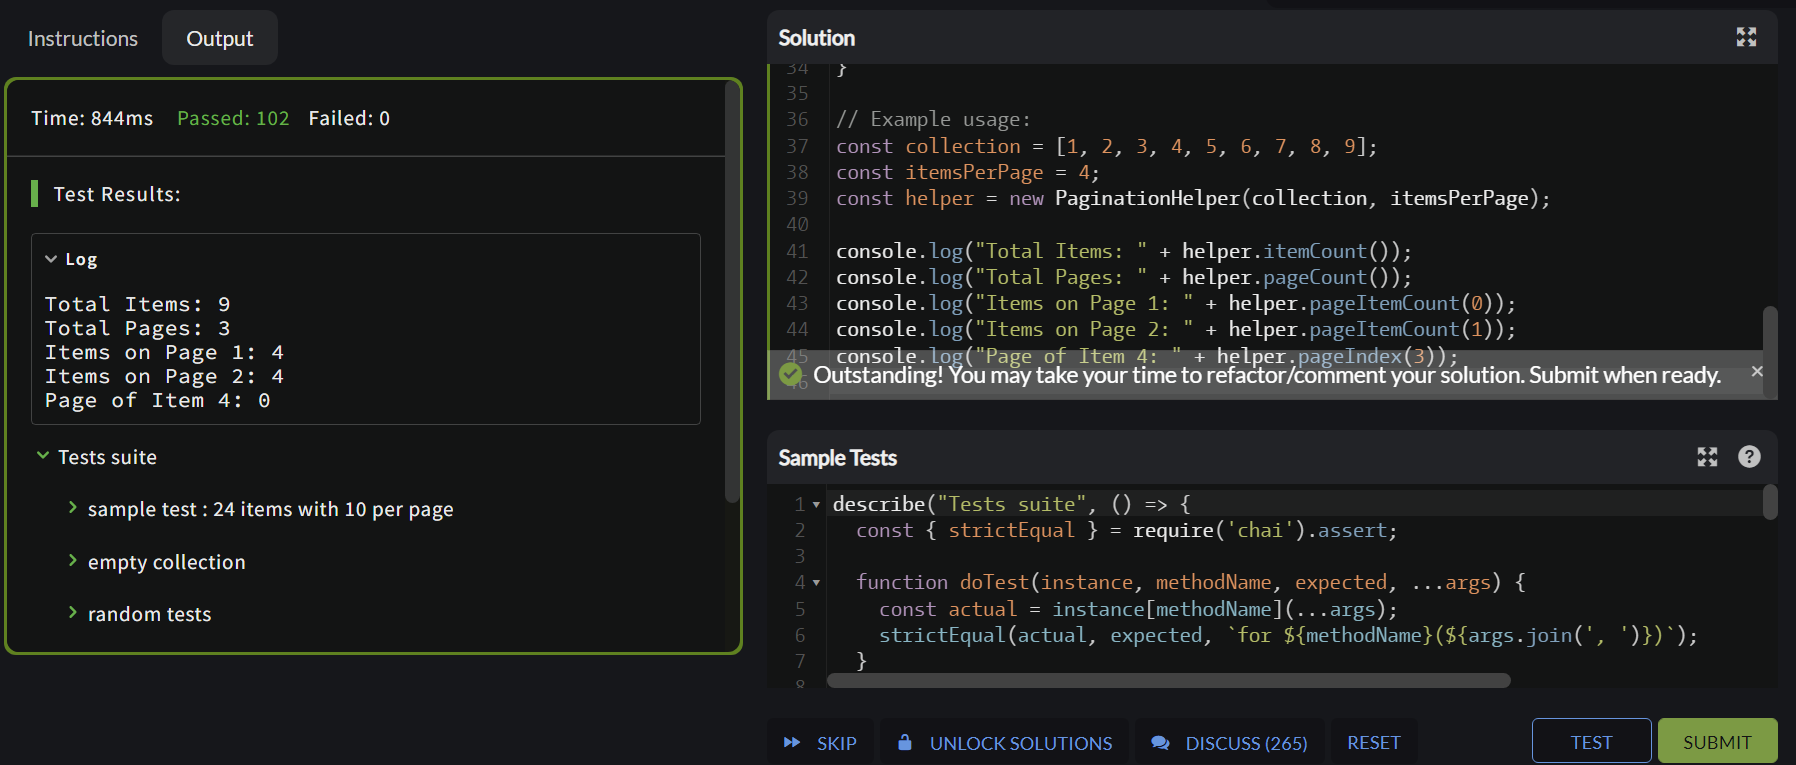 Instructions
Output
Time: 844ms Passed: 102 Failed: 0
Test Results:
Log
Total Items: 9
Total Pages: 3
Items on Page 1: 4
Items on Page 2: 4
Page of Item 4: 0
Tests suite
sample test : 24 items with 10 per page
empty collection
random tests
Solution
34 }
35
36 // Example usage:
37 const collection = [1, 2, 3, 4, 5, 6, 7, 8, 9];
38 const itemsPerPage = 4;
39 const helper = new PaginationHelper(collection, itemsPerPage);
40
41 console.log("Total Items: " + helper.itemCount());
42 console.log("Total Pages: " + helper.pageCount());
43 console.log("Items on Page 1: " + helper.pageItemCount(0));
44 console.log("Items on Page 2: " + helper.pageItemCount(1));
45 console.log("Page of Item 4: " + helper.pageIndex(3));
46
Outstanding! You may take your time to refactor/comment your solution. Submit when ready. ×
Sample Tests
?
1 describe("Tests suite", () => {
2 const { strictEqual } = require('chai').assert;
3
4 function doTest(instance, methodName, expected, ...args) {
5 const actual = instance[methodName](...args);
6 strictEqual(actual, expected, `for ${methodName}(${args.join(', ')})`);
7 }
8
SKIP
UNLOCK SOLUTIONS
DISCUSS (265)
RESET
TEST
SUBMIT